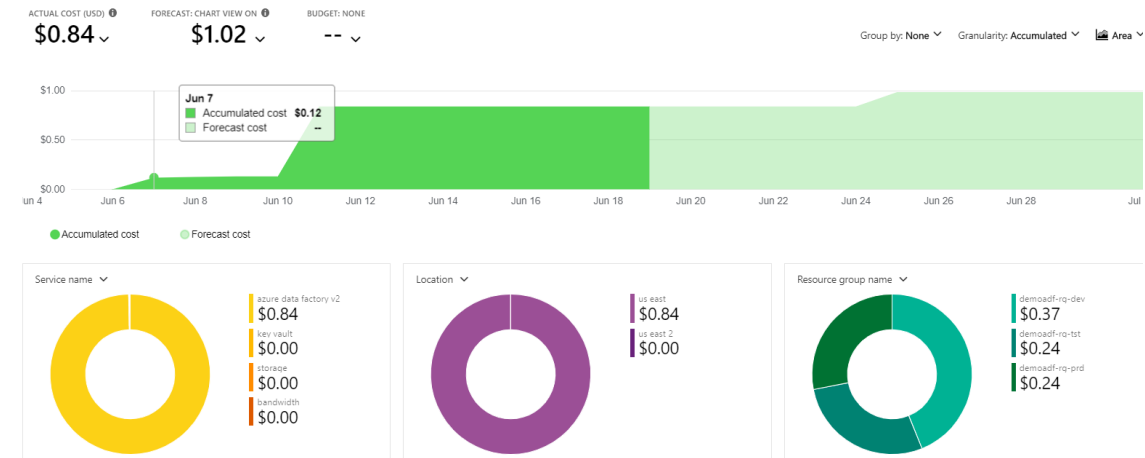 ACTUAL COST (USD)
FORECAST: CHART VIEW ON
BUDGET: NONE
$0.84
$1.02
--
Group by: None
Granularity: Accumulated
Area
$1.00
$0.50
$0.00
Jun 7
Accumulated cost $0.12
Forecast cost --
un 4 Jun 6 Jun 8 Jun 10 Jun 12 Jun 14 Jun 16 Jun 18 Jun 20 Jun 22 Jun 24 Jun 26 Jun 28 Jul
Accumulated cost
Forecast cost
Service name
azure data factory v2
$0.84
key vault
$0.00
storage
$0.00
bandwidth
$0.00
Location
us east
$0.84
us east 2
$0.00
Resource group name
demoadf-rg-dev
$0.37
demoadf-rg-tst
$0.24
demoadf-rg-prd
$0.24